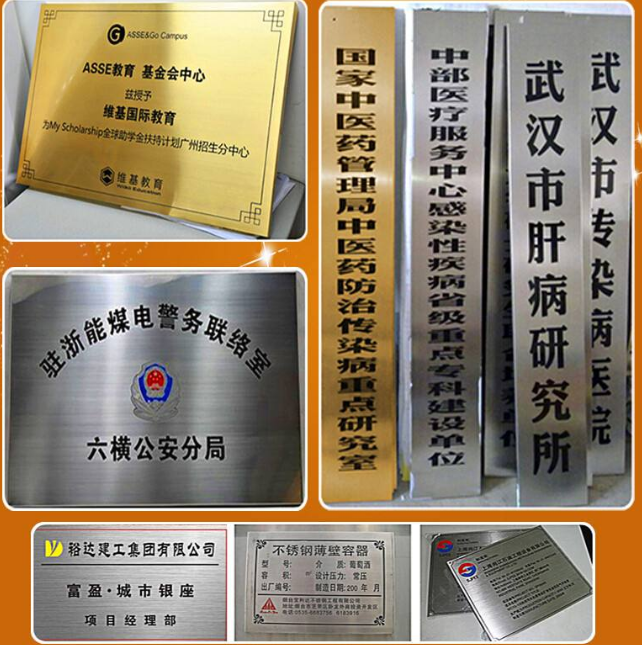 ASSE&Go Campus
ASSE教育 基金会中心
兹授予
维基国际教育
为My Scholarship全球助学金扶持计划广州招生分中心
维基教育
国家中医药管理局中医药防治传染病重点研究室
中部医疗服务中心感染性疾病省级重点专科建设单位
武汉市肝病研究所
武汉市传染病医院
驻浙能煤电警务联络室
六横公安分局
裕达建工集团有限公司
富盈·城市银座
项目经理部
不锈钢薄壁容器
型号: 介质: 葡萄酒
容积: 设计压力: 常压
出厂编号: 制造日期:200 年 月